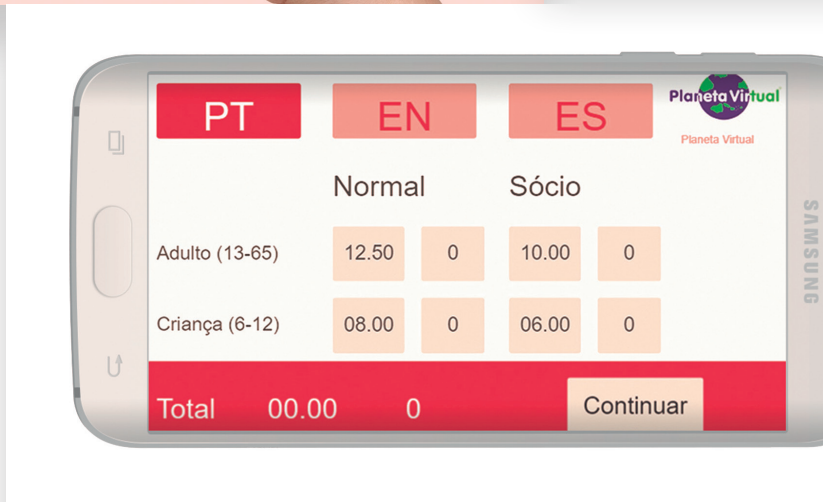 PT EN ES
Planeta Virtual
Planeta Virtual
Normal Sócio
Adulto (13-65) 12.50 0 10.00 0
Criança (6-12) 08.00 0 06.00 0
Total 00.00 0 Continuar
SAMSUNG